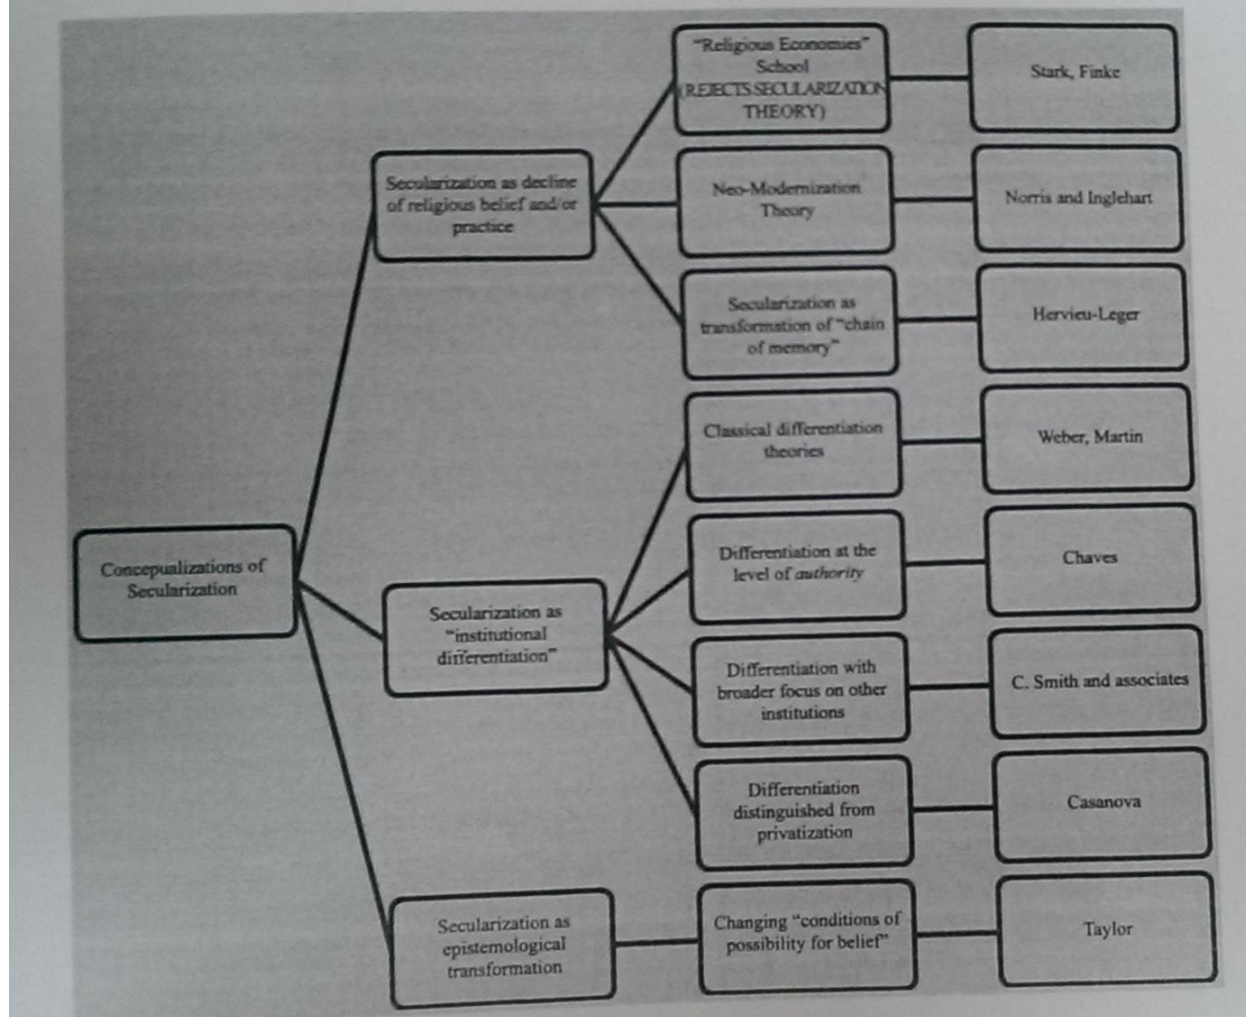 "Religious Economies"
School
(REJECTS SECULARIZATION
THEORY)
Stark, Finke
Secularization as decline
of religious belief and/or
practice
Neo-Modernization
Theory
Norris and Inglehart
Secularization as
transformation of "chain
of memory"
Hervieu-Leger
Classical differentiation
theories
Weber, Martin
Concepualizations of
Secularization
Secularization as
"institutional
differentiation"
Differentiation at the
level of authority
Chaves
Differentiation with
broader focus on other
institutions
C. Smith and associates
Differentiation
distinguished from
privatization
Casanova
Secularization as
epistemological
transformation
Changing "conditions of
possibility for belief"
Taylor